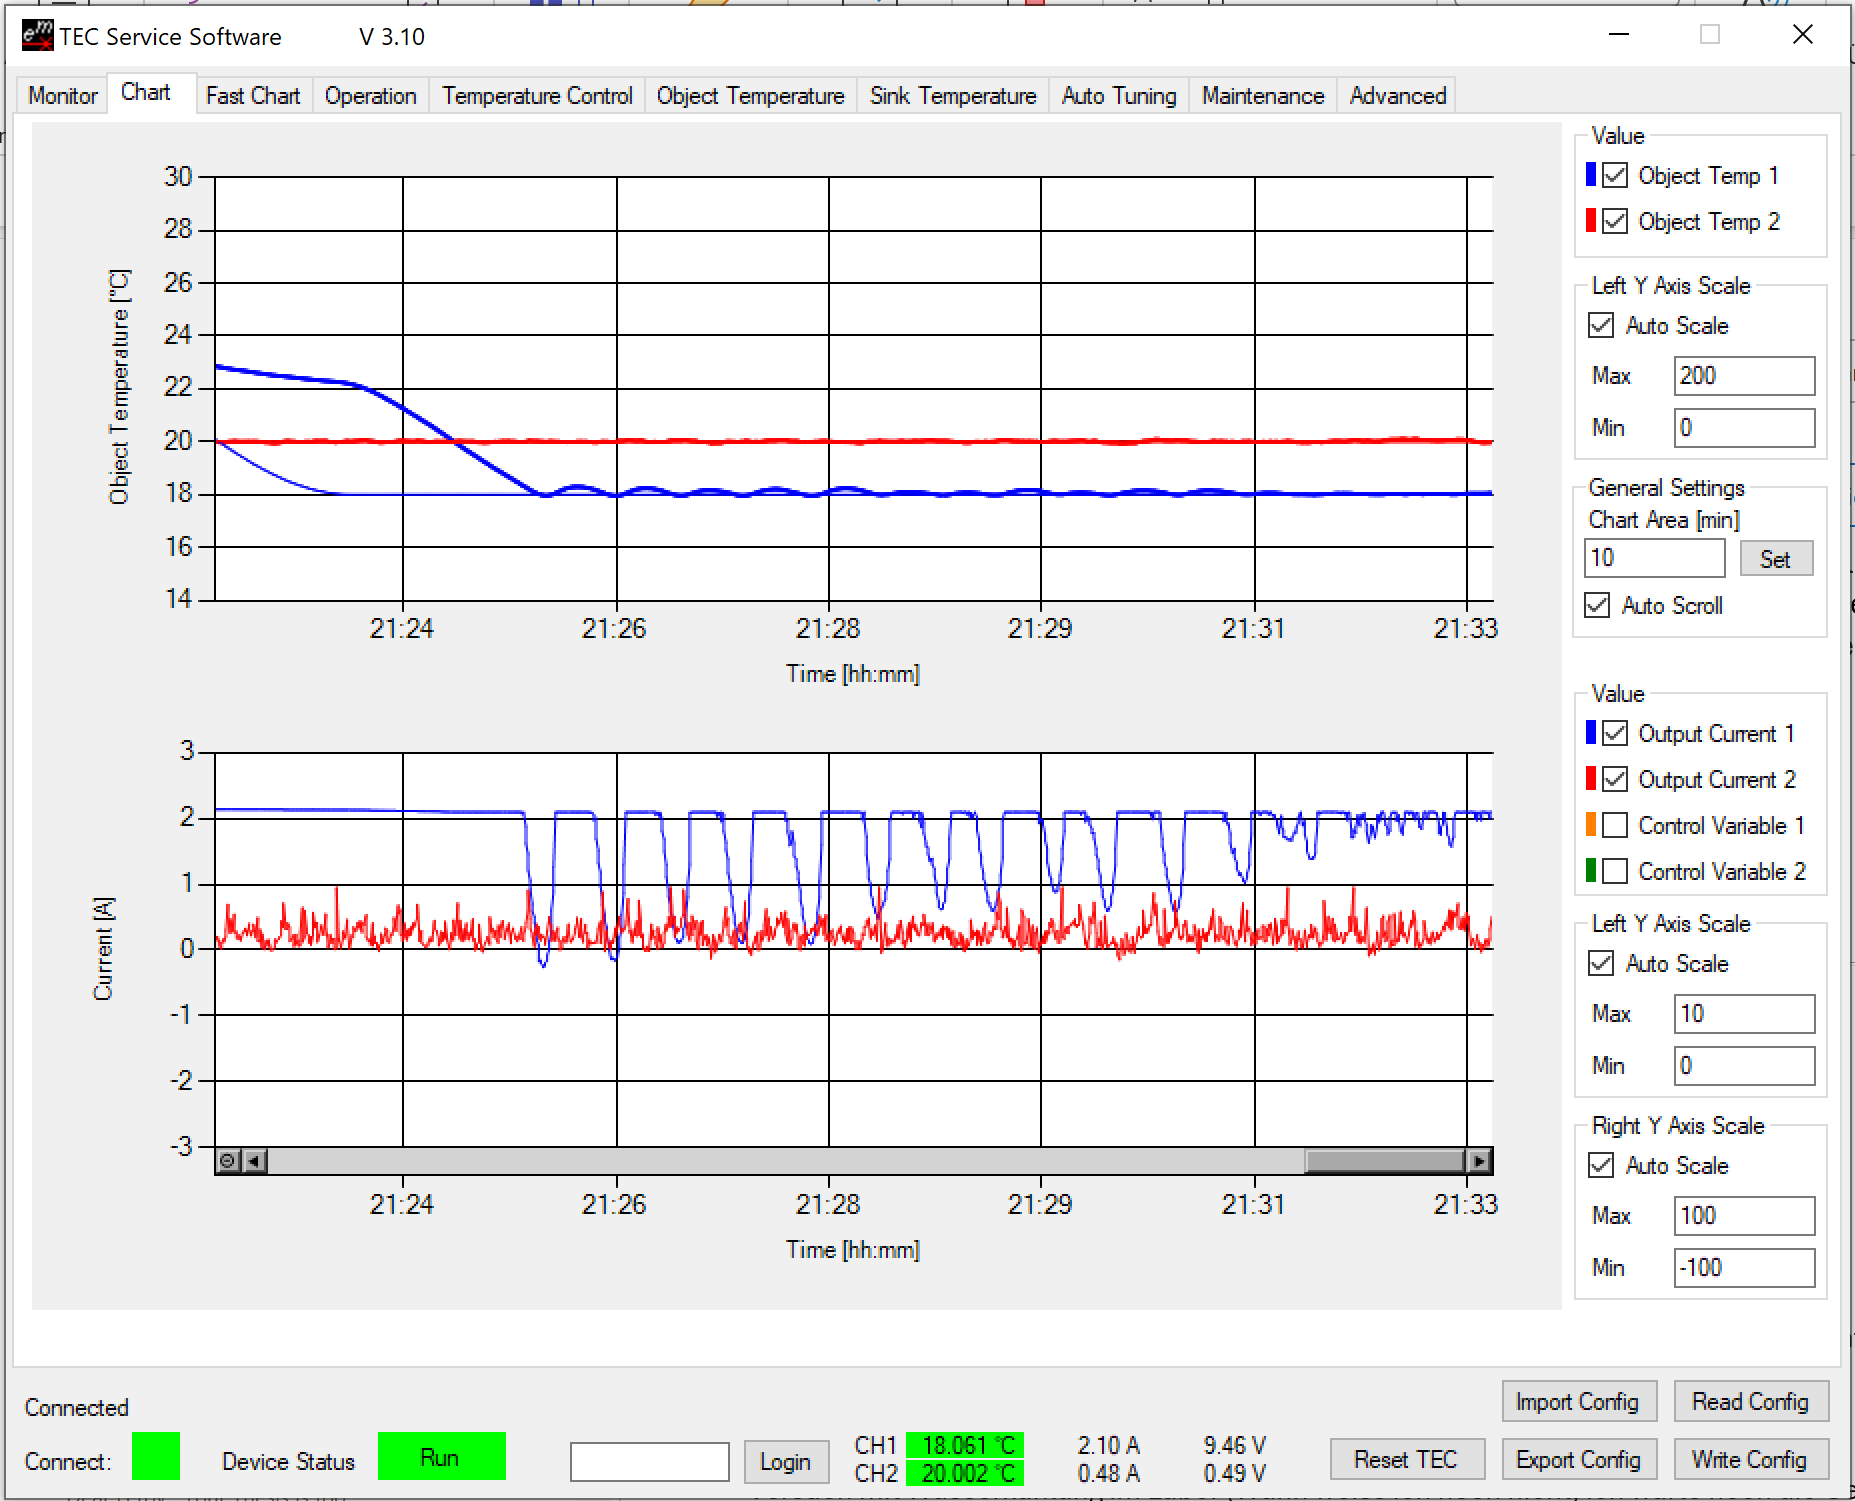 TEC Service Software V 3.10
Monitor Chart Fast Chart Operation Temperature Control Object Temperature Sink Temperature Auto Tuning Maintenance Advanced
Object Temperature [°C]
30
28
26
24
22
20
18
16
14
21:24 21:26 21:28 21:29 21:31 21:33
Time [hh:mm]
Current [A]
3
2
1
0
-1
-2
-3
21:24 21:26 21:28 21:29 21:31 21:33
Time [hh:mm]
Value
Object Temp 1
Object Temp 2
Left Y Axis Scale
Auto Scale
Max 200
Min 0
General Settings
Chart Area [min]
10 Set
Auto Scroll
Value
Output Current 1
Output Current 2
Control Variable 1
Control Variable 2
Left Y Axis Scale
Auto Scale
Max 10
Min 0
Right Y Axis Scale
Auto Scale
Max 100
Min -100
Connected
Connect: Device Status Run Login
CH1 18.061 °C 2.10 A 9.46 V
CH2 20.002 °C 0.48 A 0.49 V
Import Config Read Config
Reset TEC Export Config Write Config